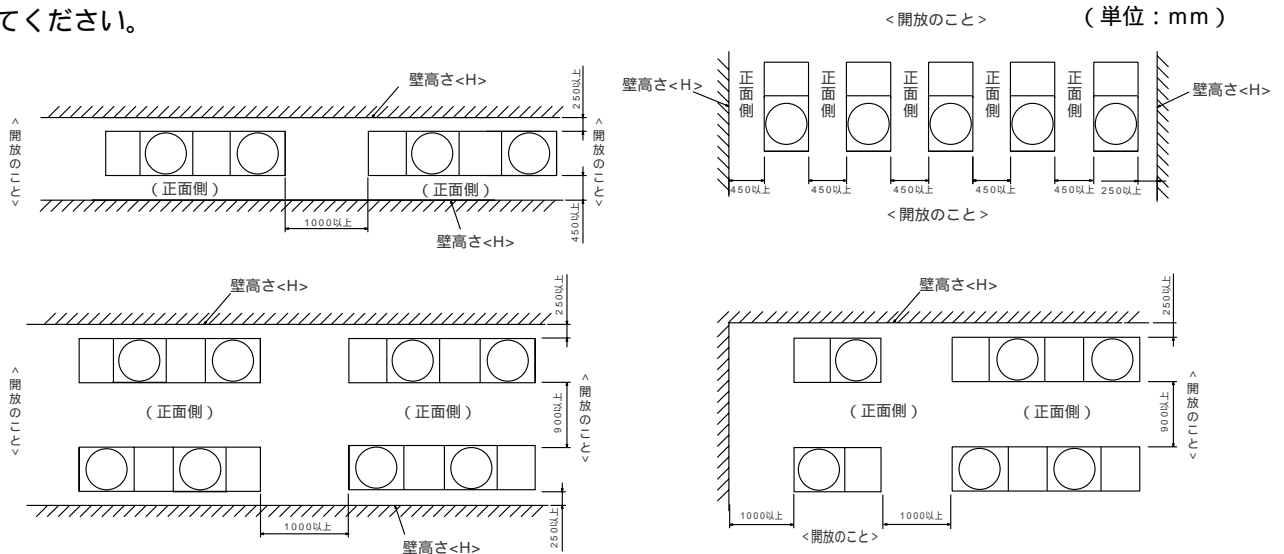 てください。
(単位：mm)
壁高さ<H>
250以上
<開放のこと>
<開放のこと>
(正面側)
(正面側)
1000以上
450以上
壁高さ<H>
<開放のこと>
壁高さ<H>
正面側
正面側
正面側
正面側
正面側
壁高さ<H>
450以上
450以上
450以上
450以上
450以上
250以上
<開放のこと>
壁高さ<H>
250以上
<開放のこと>
(正面側)
(正面側)
900以上
<開放のこと>
1000以上
250以上
壁高さ<H>
壁高さ<H>
250以上
(正面側)
(正面側)
900以上
<開放のこと>
1000以上
1000以上
<開放のこと>